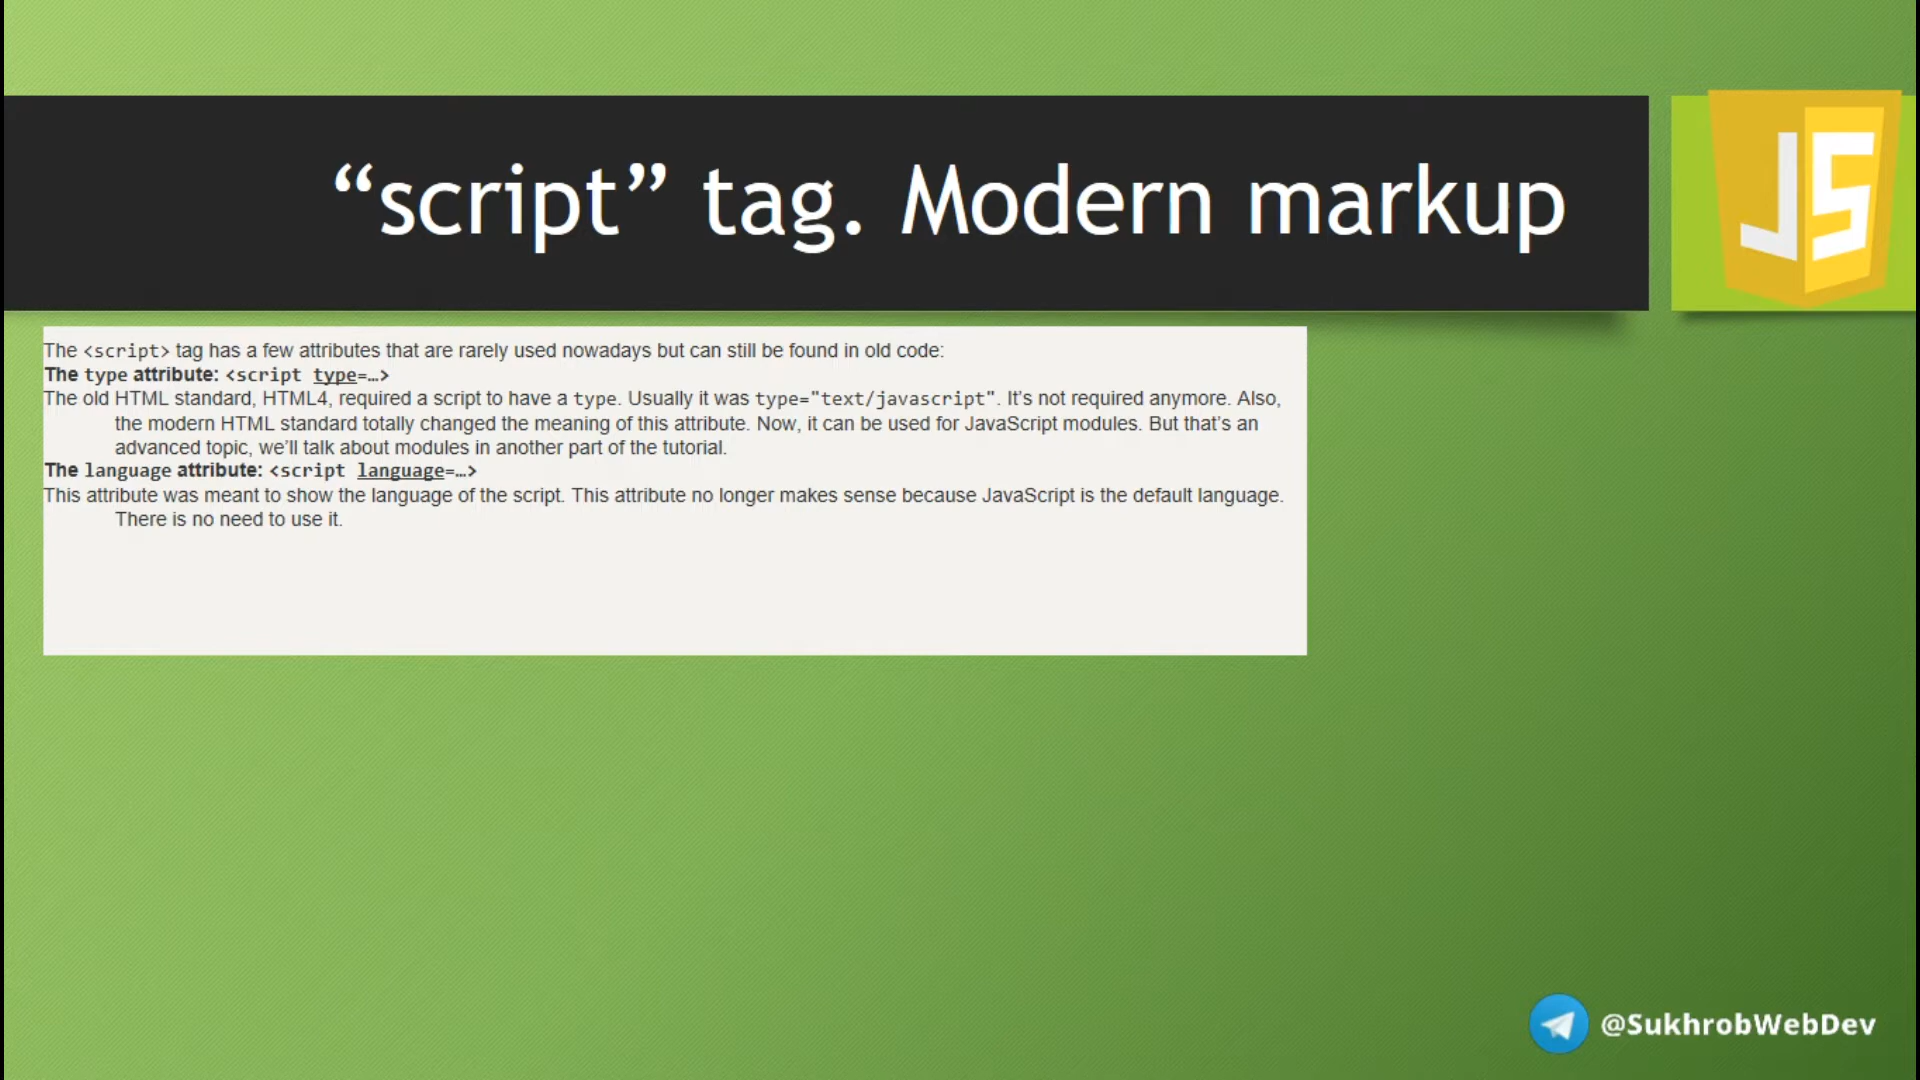 “script” tag. Modern markup
JS
The <script> tag has a few attributes that are rarely used nowadays but can still be found in old code:
The type attribute: <script type=…>
The old HTML standard, HTML4, required a script to have a type. Usually it was type="text/javascript". It’s not required anymore. Also,
the modern HTML standard totally changed the meaning of this attribute. Now, it can be used for JavaScript modules. But that’s an
advanced topic, we’ll talk about modules in another part of the tutorial.
The language attribute: <script language=…>
This attribute was meant to show the language of the script. This attribute no longer makes sense because JavaScript is the default language.
There is no need to use it.
@SukhrobWebDev